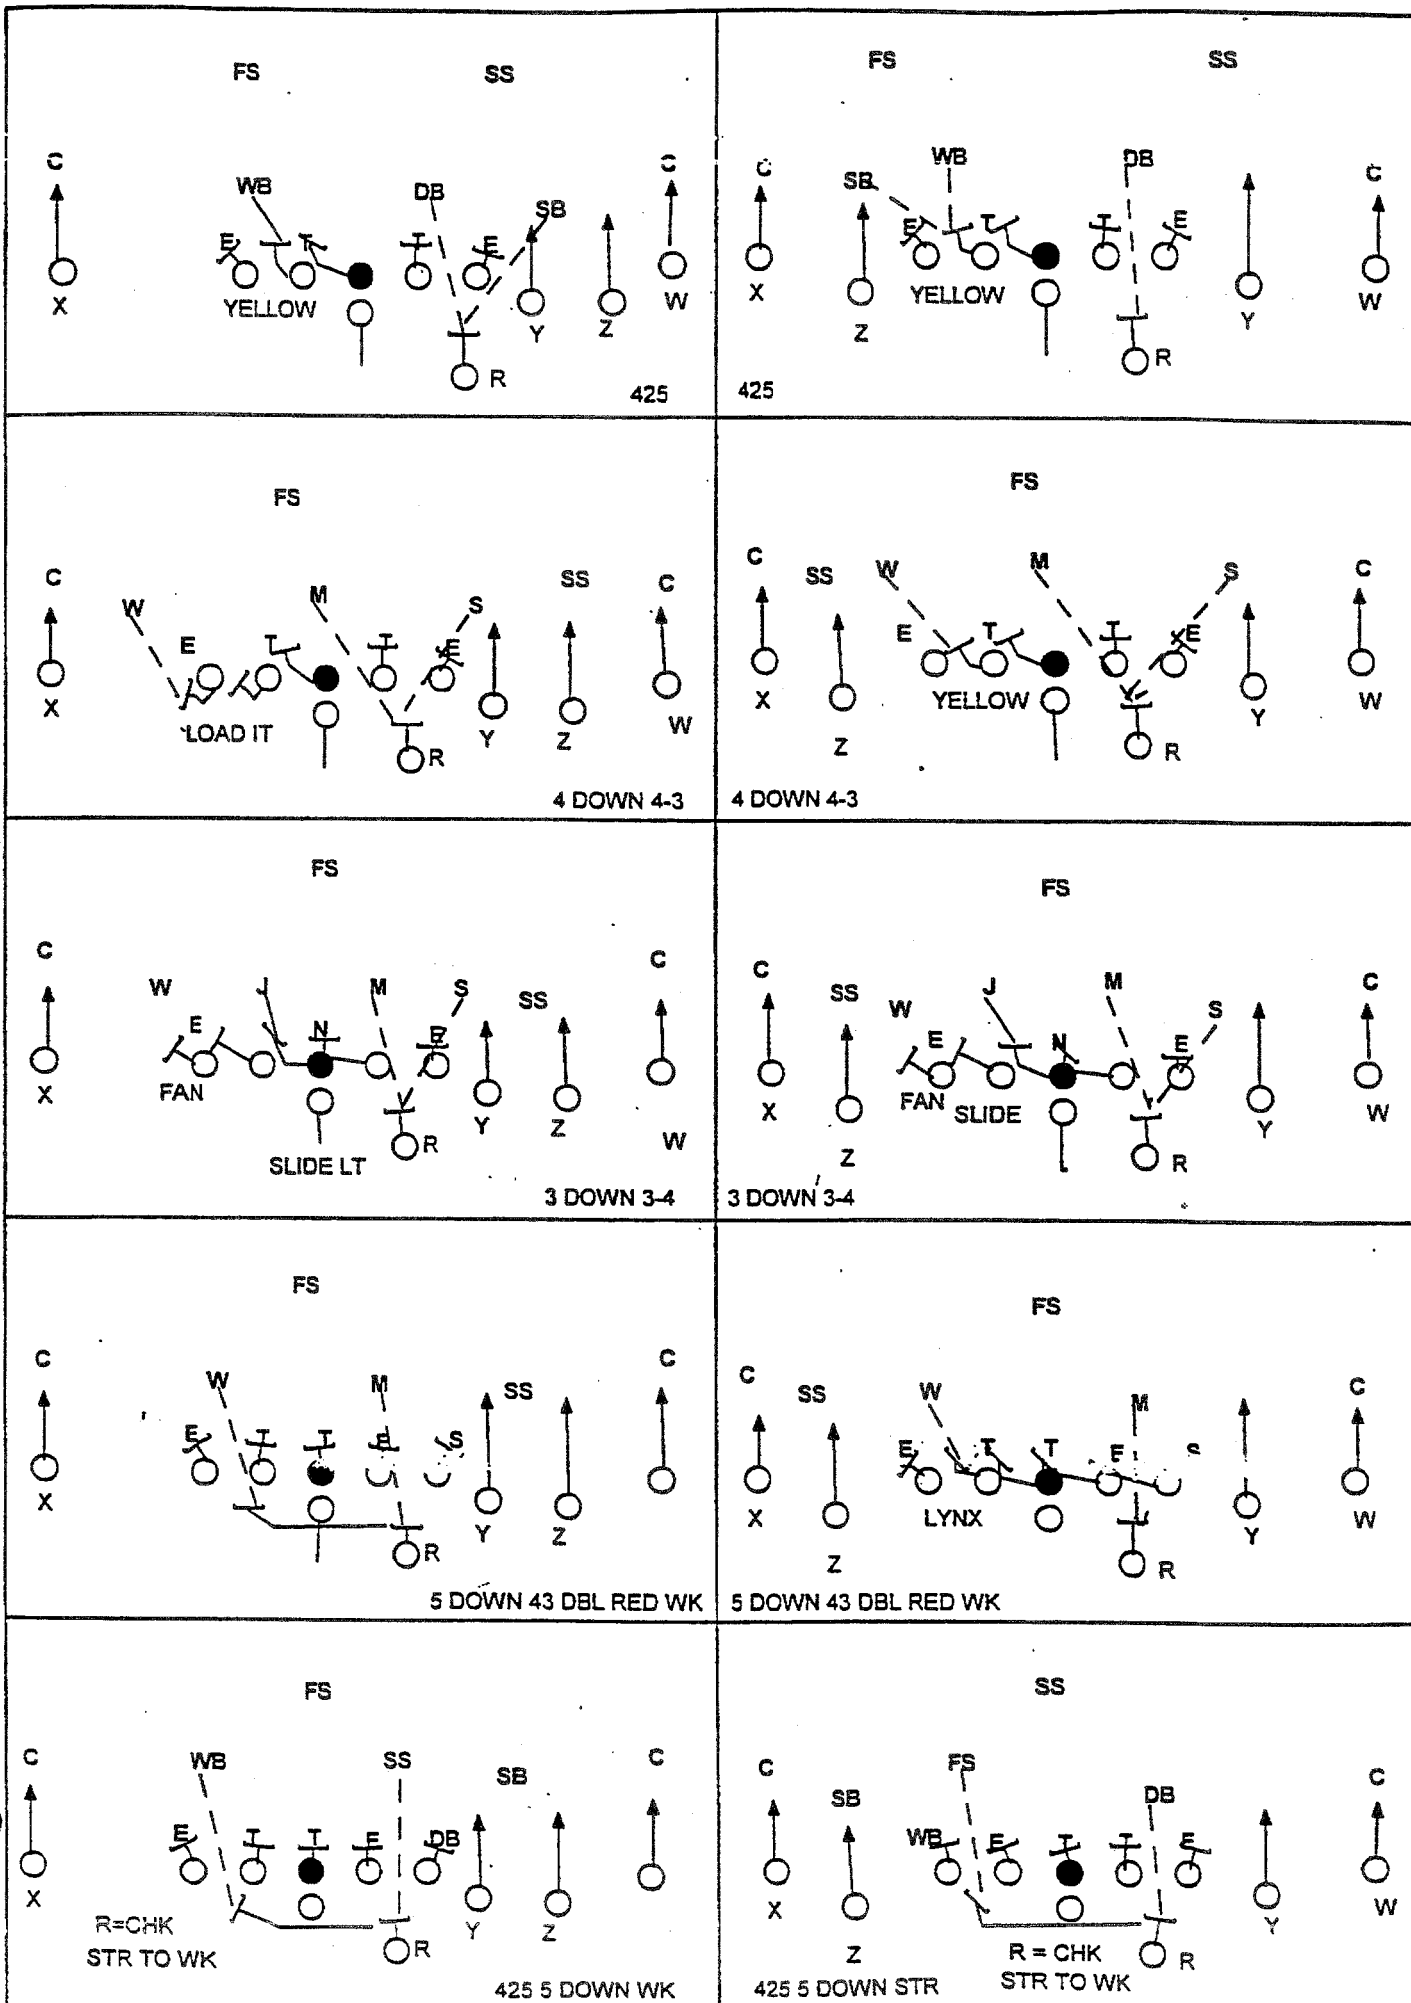 FS SS
C WB DB SB C
E T T E
X YELLOW Y Z W
R
425
FS SS
C SB WB DB C
E T T E
X Z YELLOW Y W
R
425
FS
C W M S SS C
E T T E
X LOAD IT Y Z W
R
4 DOWN 4-3
FS
C SS W M S C
E T T E
X Z YELLOW Y W
R
4 DOWN 4-3
FS
C W J M S SS C
E N E
X FAN Y Z W
R
SLIDE LT
3 DOWN 3-4
FS
C SS W J M S C
E N E
X Z FAN SLIDE Y W
R
3 DOWN 3-4
FS
C W M SS C
E T T E S
X Y Z
R
5 DOWN 43 DBL RED WK
FS
C SS W M C
E T T E S
X Z LYNX Y W
R
5 DOWN 43 DBL RED WK
FS
C WB SS SB C
E T T E DB
X Y Z
R=CHK
STR TO WK
R
425 5 DOWN WK
SS
C SB FS DB C
WB E T T E
X Z Y W
R
R = CHK
STR TO WK
425 5 DOWN STR